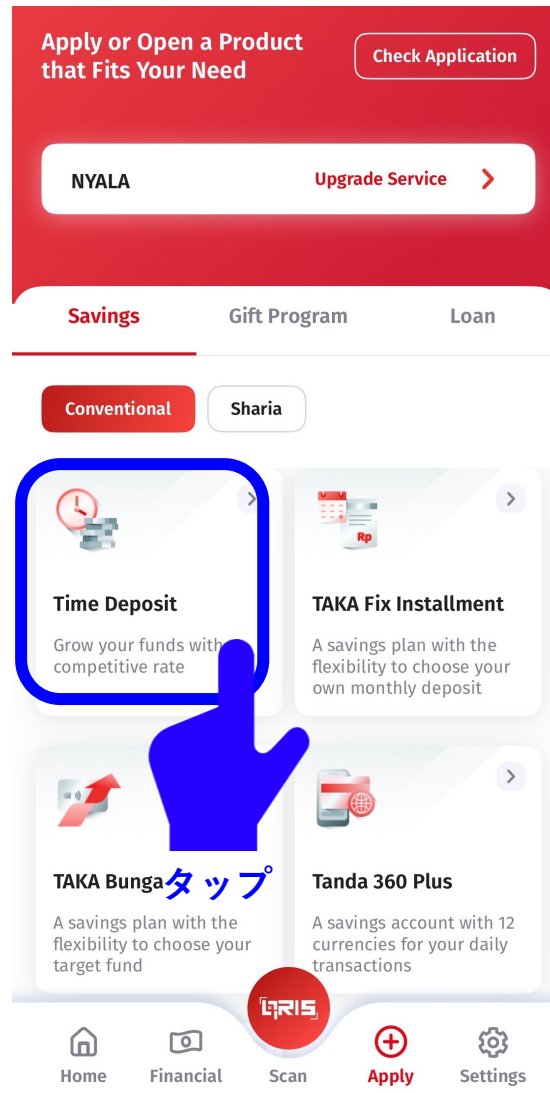 Apply or Open a Product
that Fits Your Need
Check Application
NYALA
Upgrade Service
Savings
Gift Program
Loan
Conventional
Sharia
Time Deposit
Grow your funds with
competitive rate
Rp
TAKA Fix Installment
A savings plan with the
flexibility to choose your
own monthly deposit
TAKA Bunga
タップ
A savings plan with the
flexibility to choose your
target fund
Tanda 360 Plus
A savings account with 12
currencies for your daily
transactions
QRIS
Home
Financial
Scan
Apply
Settings